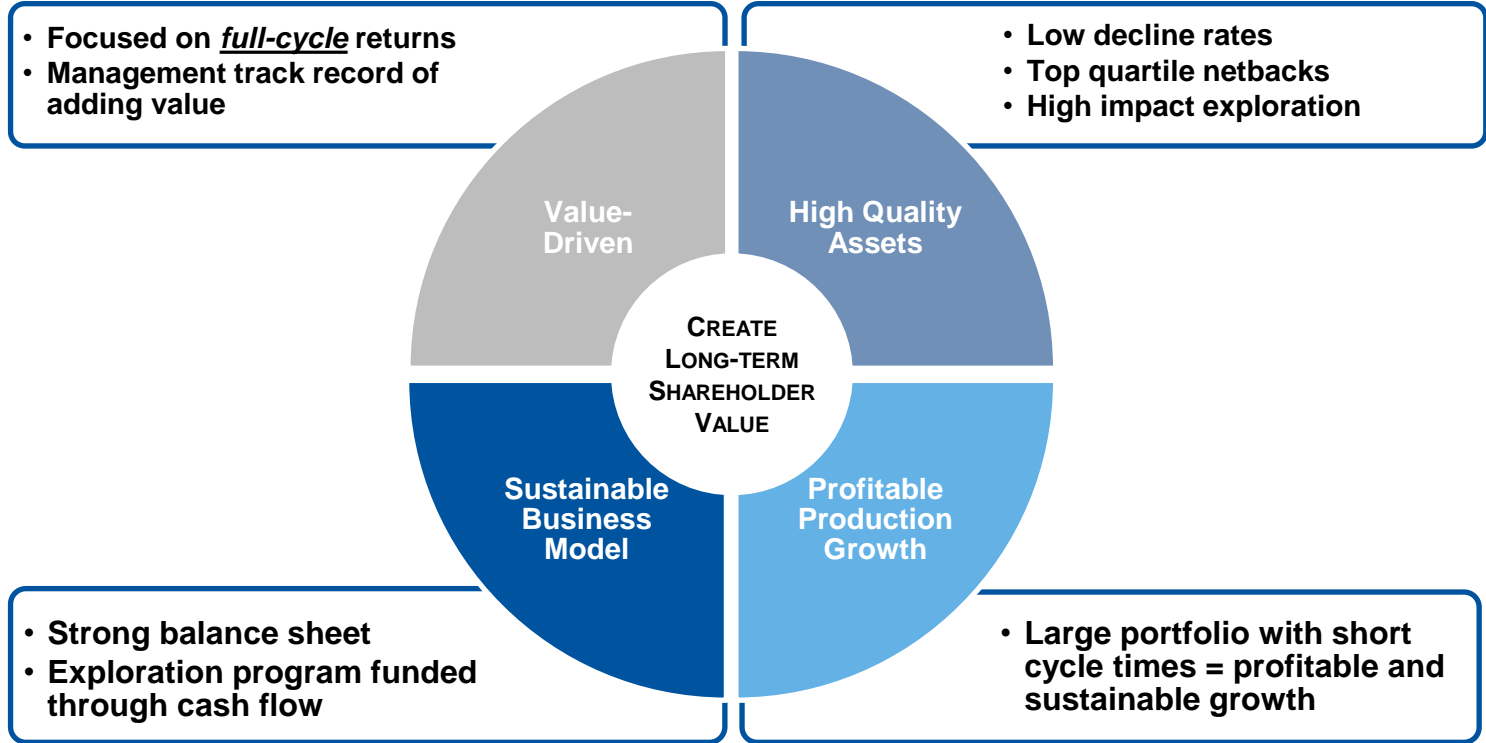 • Focused on full-cycle returns
• Management track record of
adding value
• Low decline rates
• Top quartile netbacks
• High impact exploration
Value-
Driven
High Quality
Assets
CREATE
LONG-TERM
SHAREHOLDER
VALUE
Sustainable
Business
Model
Profitable
Production
Growth
• Strong balance sheet
• Exploration program funded
through cash flow
• Large portfolio with short
cycle times = profitable and
sustainable growth